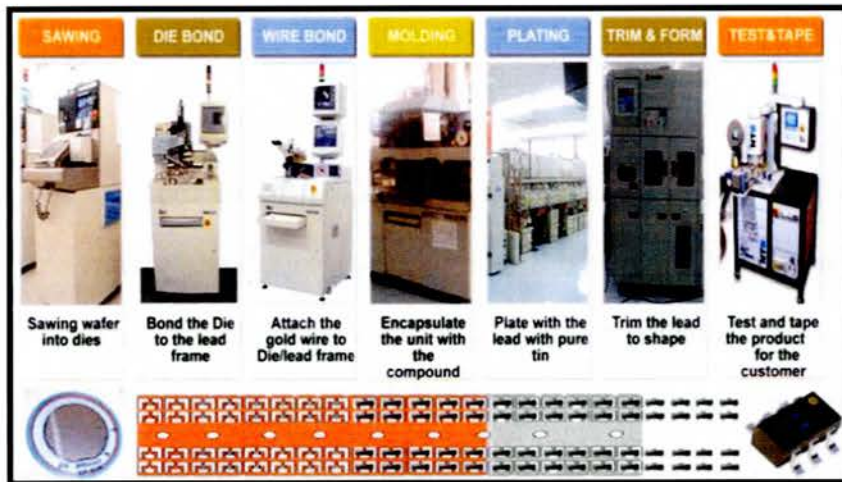 SAWING
DIE BOND
WIRE BOND
MOLDING
PLATING
TRIM & FORM
TEST&TAPE
Sawing wafer
into dies
Bond the Die
to the lead
frame
Attach the
gold wire to
Die/lead frame
Encapsulate
the unit with
the
compound
Plate with the
lead with pure
tin
Trim the lead
to shape
Test and tape
the product
for the
customer